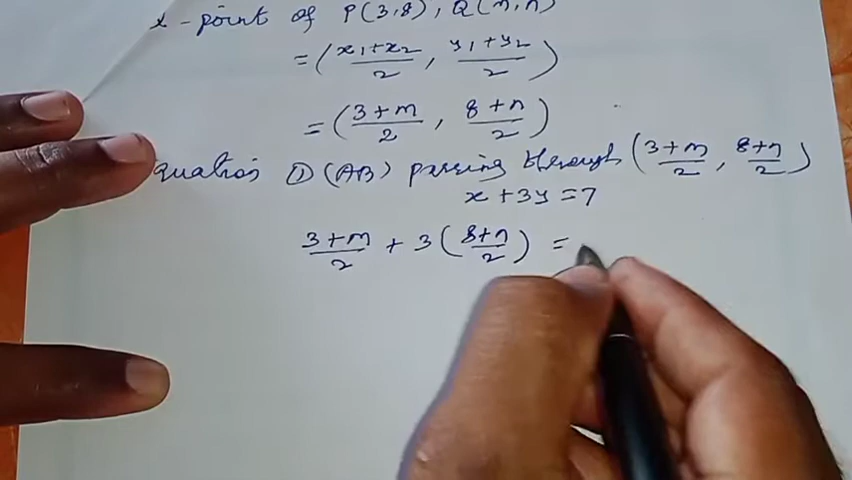 - point of P(3,8), Q(m,n)
= (x₁+x₂/2, y₁+y₂/2)
= (3+m/2, 8+n/2)
quation ① (AB) passing through (3+m/2, 8+n/2)
x + 3y = 7
3+m/2 + 3(8+n/2) =